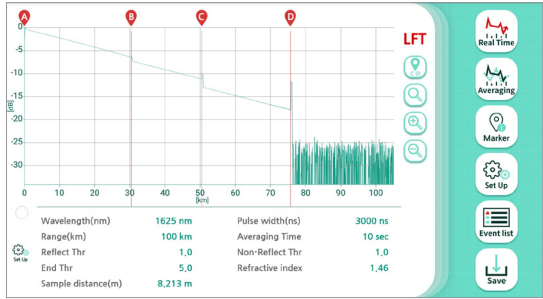 A B C D
0
-5
-10
-15
-20
-25
-30
[dB]
0 10 20 30 40 50 60 70 80 90 100
[km]
LFT
Wavelength(nm) 1625 nm Pulse width(ns) 3000 ns
Range(km) 100 km Averaging Time 10 sec
Reflect Thr 1.0 Non-Reflect Thr 1.0
End Thr 5.0 Refractive index 1.46
Sample distance(m) 8,213 m
Set Up
Real Time
Averaging
Marker
Set Up
Event list
Save